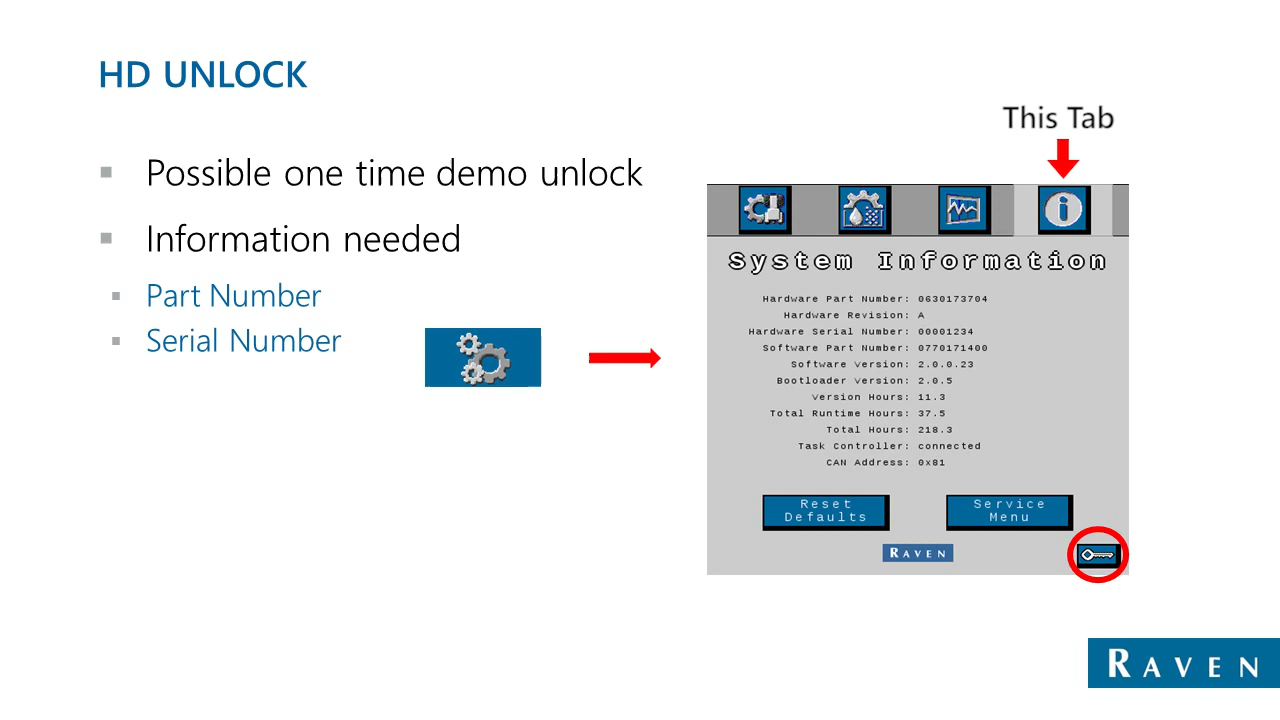 HD UNLOCK
This Tab
Possible one time demo unlock
Information needed
Part Number
Serial Number
System Information
Hardware Part Number: 0630173704
Hardware Revision: A
Hardware Serial Number: 00001234
Software Part Number: 0770171400
Software version: 2.0.0.23
Bootloader version: 2.0.5
version Hours: 11.3
Total Runtime Hours: 37.5
Total Hours: 218.3
Task Controller: connected
CAN Address: 0x81
Reset
Defaults
Service
Menu
RAVEN
RAVEN